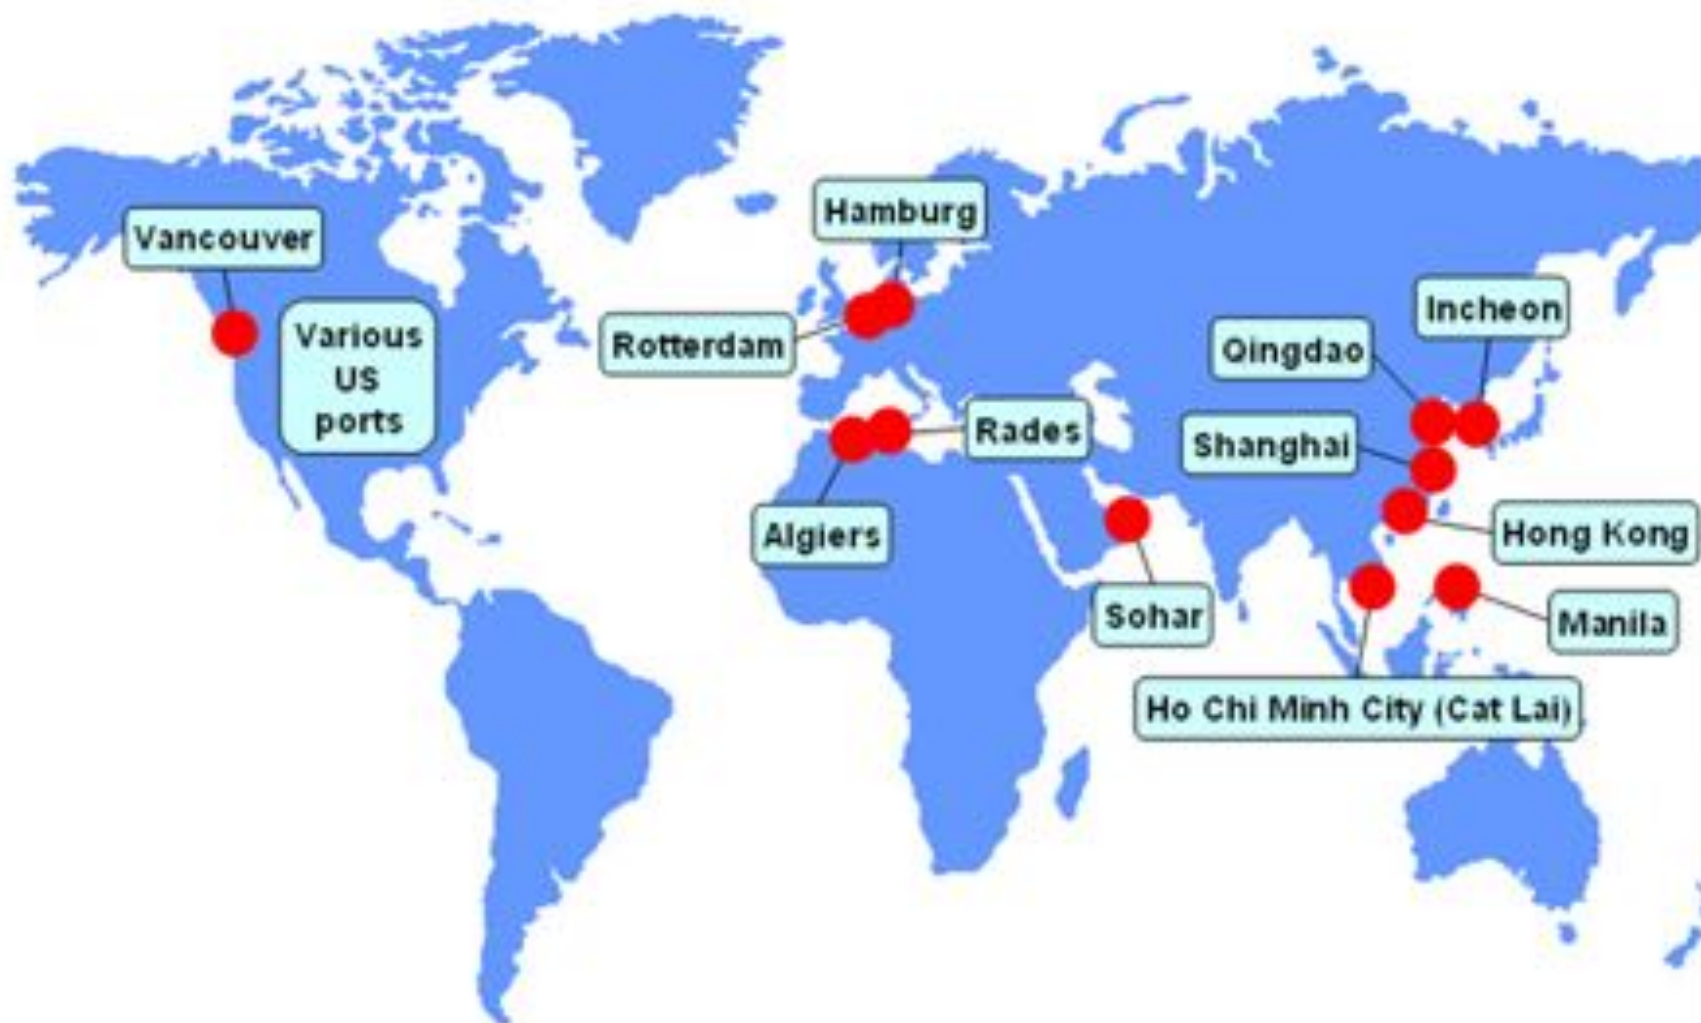 Hamburg
Vancouver
Incheon
Various
US
ports
Rotterdam
Qingdao
Rades
Shanghai
Algiers
Hong Kong
Sohar
Manila
Ho Chi Minh City (Cat Lai)